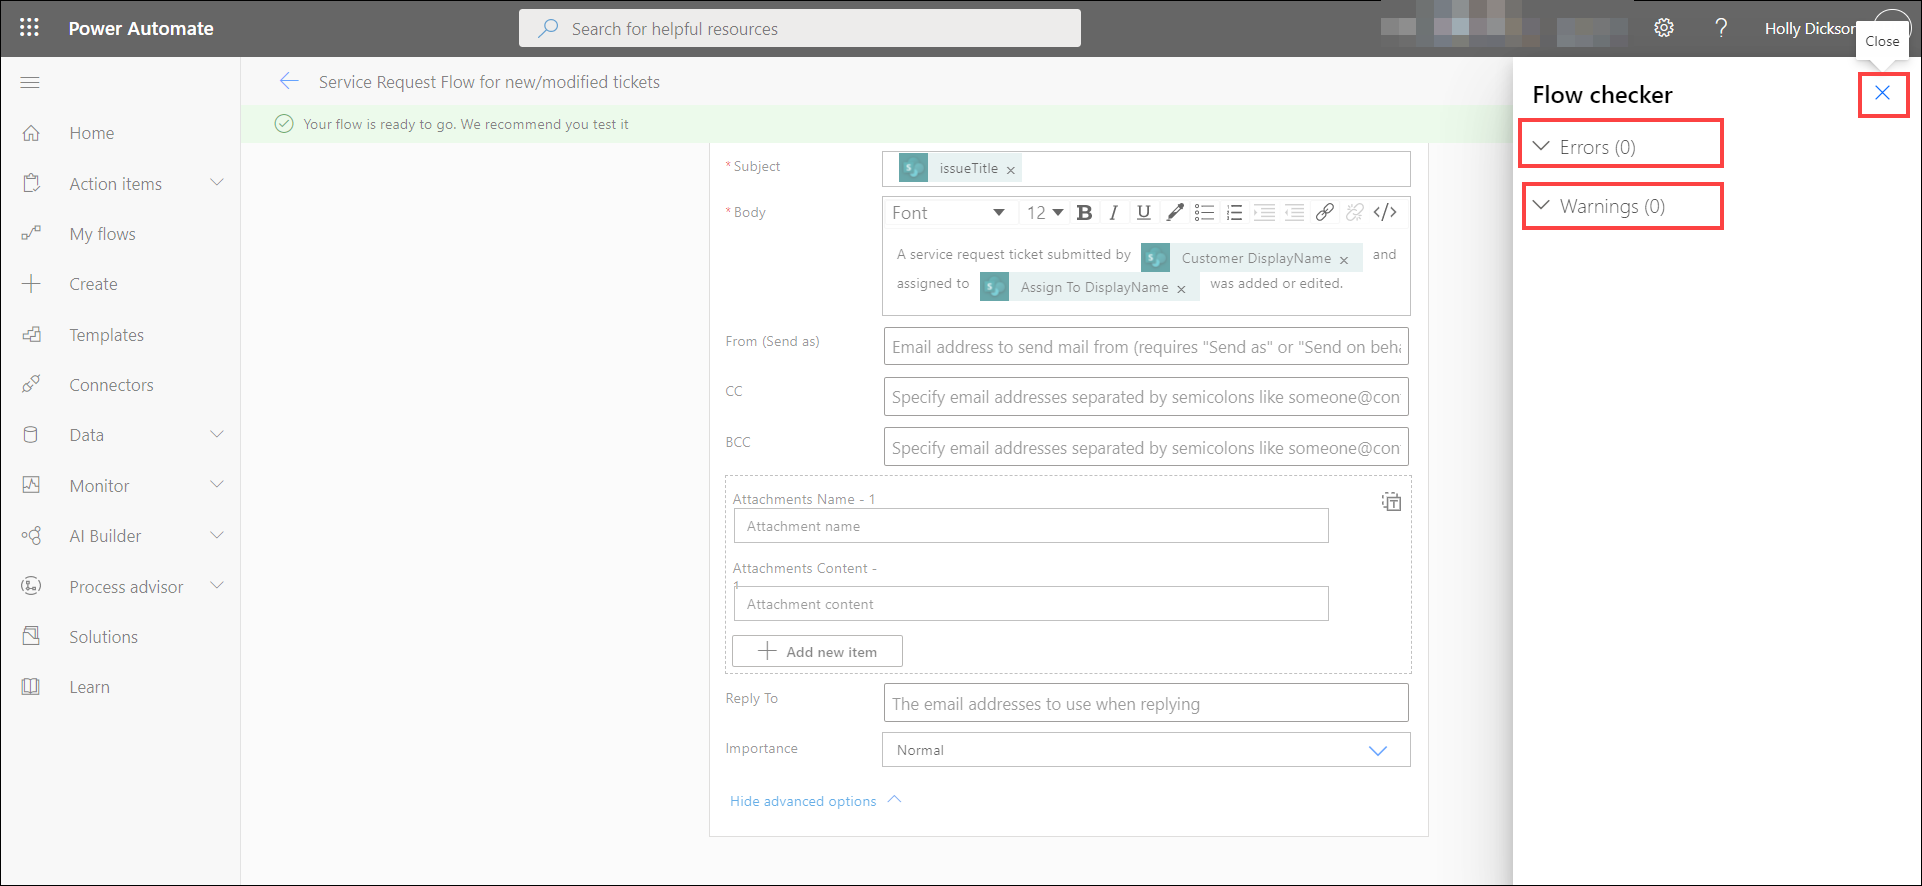 Power Automate
Search for helpful resources
?
Holly Dickson
Close
Service Request Flow for new/modified tickets
Your flow is ready to go. We recommend you test it
Home
Action items
My flows
Create
Templates
Connectors
Data
Monitor
AI Builder
Process advisor
Solutions
Learn
* Subject
issueTitle ×
* Body
Font 12 B I U </>
A service request ticket submitted by Customer DisplayName × and
assigned to Assign To DisplayName × was added or edited.
From (Send as)
Email address to send mail from (requires "Send as" or "Send on beha
CC
Specify email addresses separated by semicolons like someone@con
BCC
Specify email addresses separated by semicolons like someone@con
Attachments Name - 1
Attachment name
Attachments Content -
1
Attachment content
Add new item
Reply To
The email addresses to use when replying
Importance
Normal
Hide advanced options
Flow checker
Errors (0)
Warnings (0)